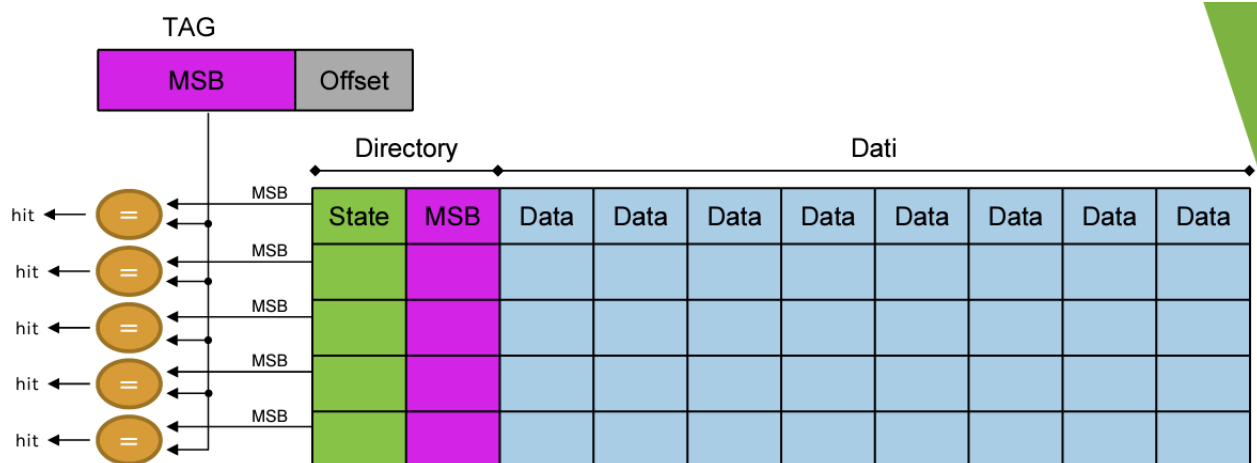 TAG
MSB Offset
Directory Dati
MSB
hit = State MSB Data Data Data Data Data Data Data Data
MSB
hit =
MSB
hit =
MSB
hit =
MSB
hit =